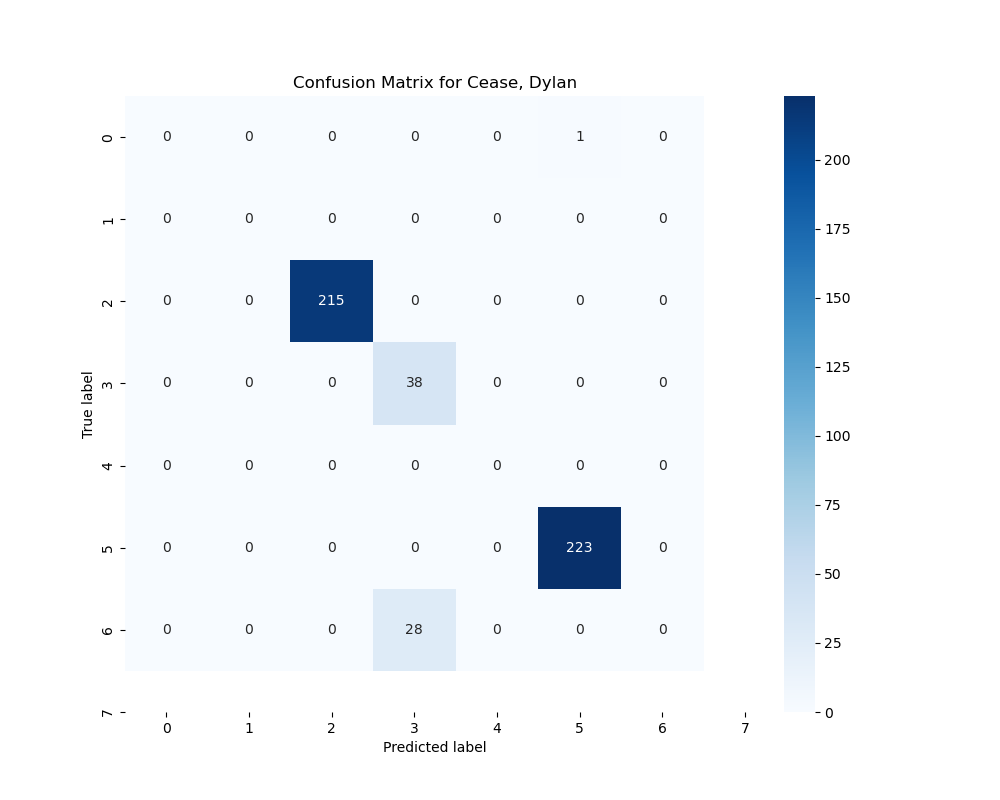 Confusion Matrix for Cease, Dylan
0 0 0 0 0 0 1 0
1 0 0 0 0 0 0 0
2 0 0 215 0 0 0 0
3 0 0 0 38 0 0 0
4 0 0 0 0 0 0 0
5 0 0 0 0 0 223 0
6 0 0 0 28 0 0 0
7
0 1 2 3 4 5 6 7
Predicted label
True label
200
175
150
125
100
75
50
25
0